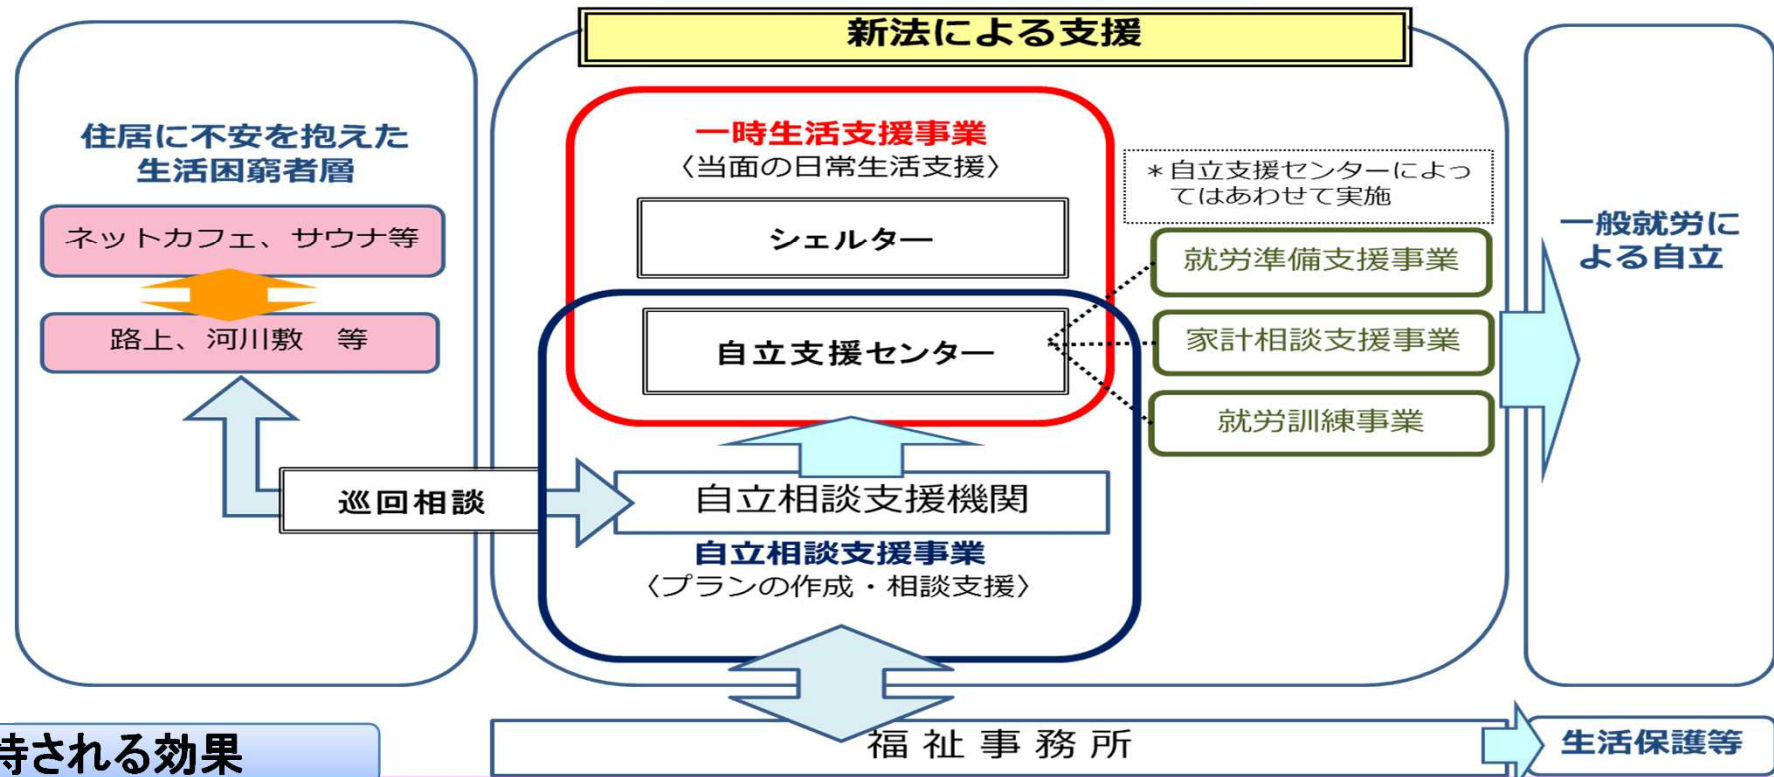 新法による支援
住居に不安を抱えた
生活困窮者層
ネットカフェ、サウナ等
路上、河川敷　等
巡回相談
一時生活支援事業
〈当面の日常生活支援〉
シェルター
自立支援センター
自立相談支援機関
自立相談支援事業
〈プランの作成・相談支援〉
＊自立支援センターによっ
てはあわせて実施
就労準備支援事業
家計相談支援事業
就労訓練事業
一般就労に
よる自立
福祉事務所
生活保護等
待される効果